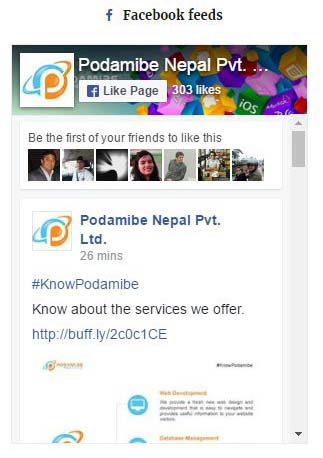 Facebook feeds
Podamibe Nepal Pvt. ...
Like Page
303 likes
iOS
Be the first of your friends to like this
Podamibe Nepal Pvt.
Ltd.
26 mins
#KnowPodamibe
Know about the services we offer.
http://buff.ly/2c0c1CE
#KnowPodamibe
Web Development
We provide a fresh new web design and
development that is easy to navigate and
provides useful information to your website
visitors.
Database Management